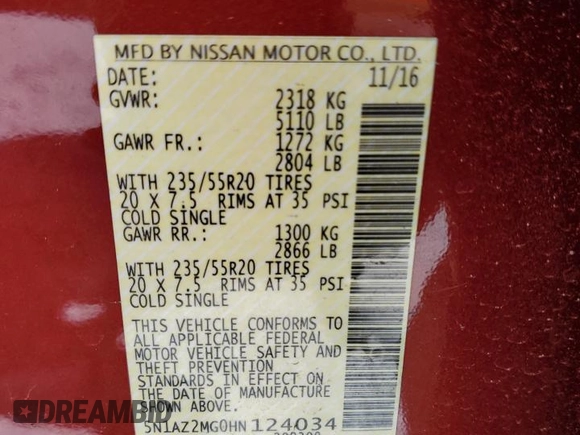 MFD BY NISSAN MOTOR CO., LTD.
DATE: 11/16
GVWR: 2318 KG
5110 LB
GAWR FR.: 1272 KG
2804 LB
WITH 235/55R20 TIRES
20 X 7.5 RIMS AT 35 PSI
COLD SINGLE
GAWR RR.: 1300 KG
2866 LB
WITH 235/55R20 TIRES
20 X 7.5 RIMS AT 35 PSI
COLD SINGLE
THIS VEHICLE CONFORMS TO
ALL APPLICABLE FEDERAL
MOTOR VEHICLE SAFETY AND
THEFT PREVENTION
STANDARDS IN EFFECT ON
THE DATE OF MANUFACTURE
SHOWN ABOVE.
5N1AZ2MG0HN124034
DREAMBID